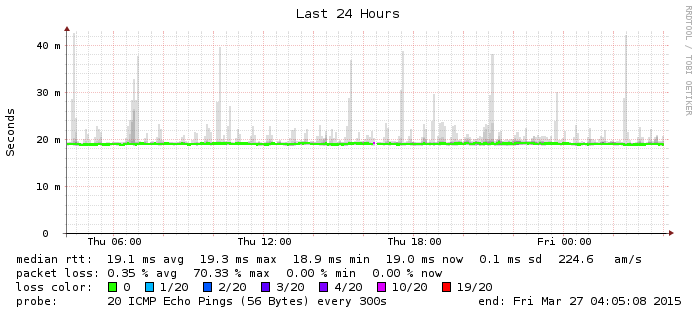 Last 24 Hours
RRDTOOL / TOBI OETIKER
Seconds
40 m
30 m
20 m
10 m
0
Thu 06:00 Thu 12:00 Thu 18:00 Fri 00:00
median rtt: 19.1 ms avg 19.3 ms max 18.9 ms min 19.0 ms now 0.1 ms sd 224.6 am/s
packet loss: 0.35 % avg 70.33 % max 0.00 % min 0.00 % now
loss color: 0 1/20 2/20 3/20 4/20 10/20 19/20
probe: 20 ICMP Echo Pings (56 Bytes) every 300s end: Fri Mar 27 04:05:08 2015